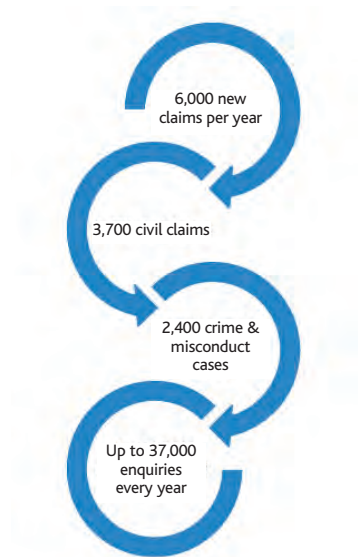 6,000 new
claims per year
3,700 civil claims
2,400 crime &
misconduct
cases
Up to 37,000
enquiries
every year